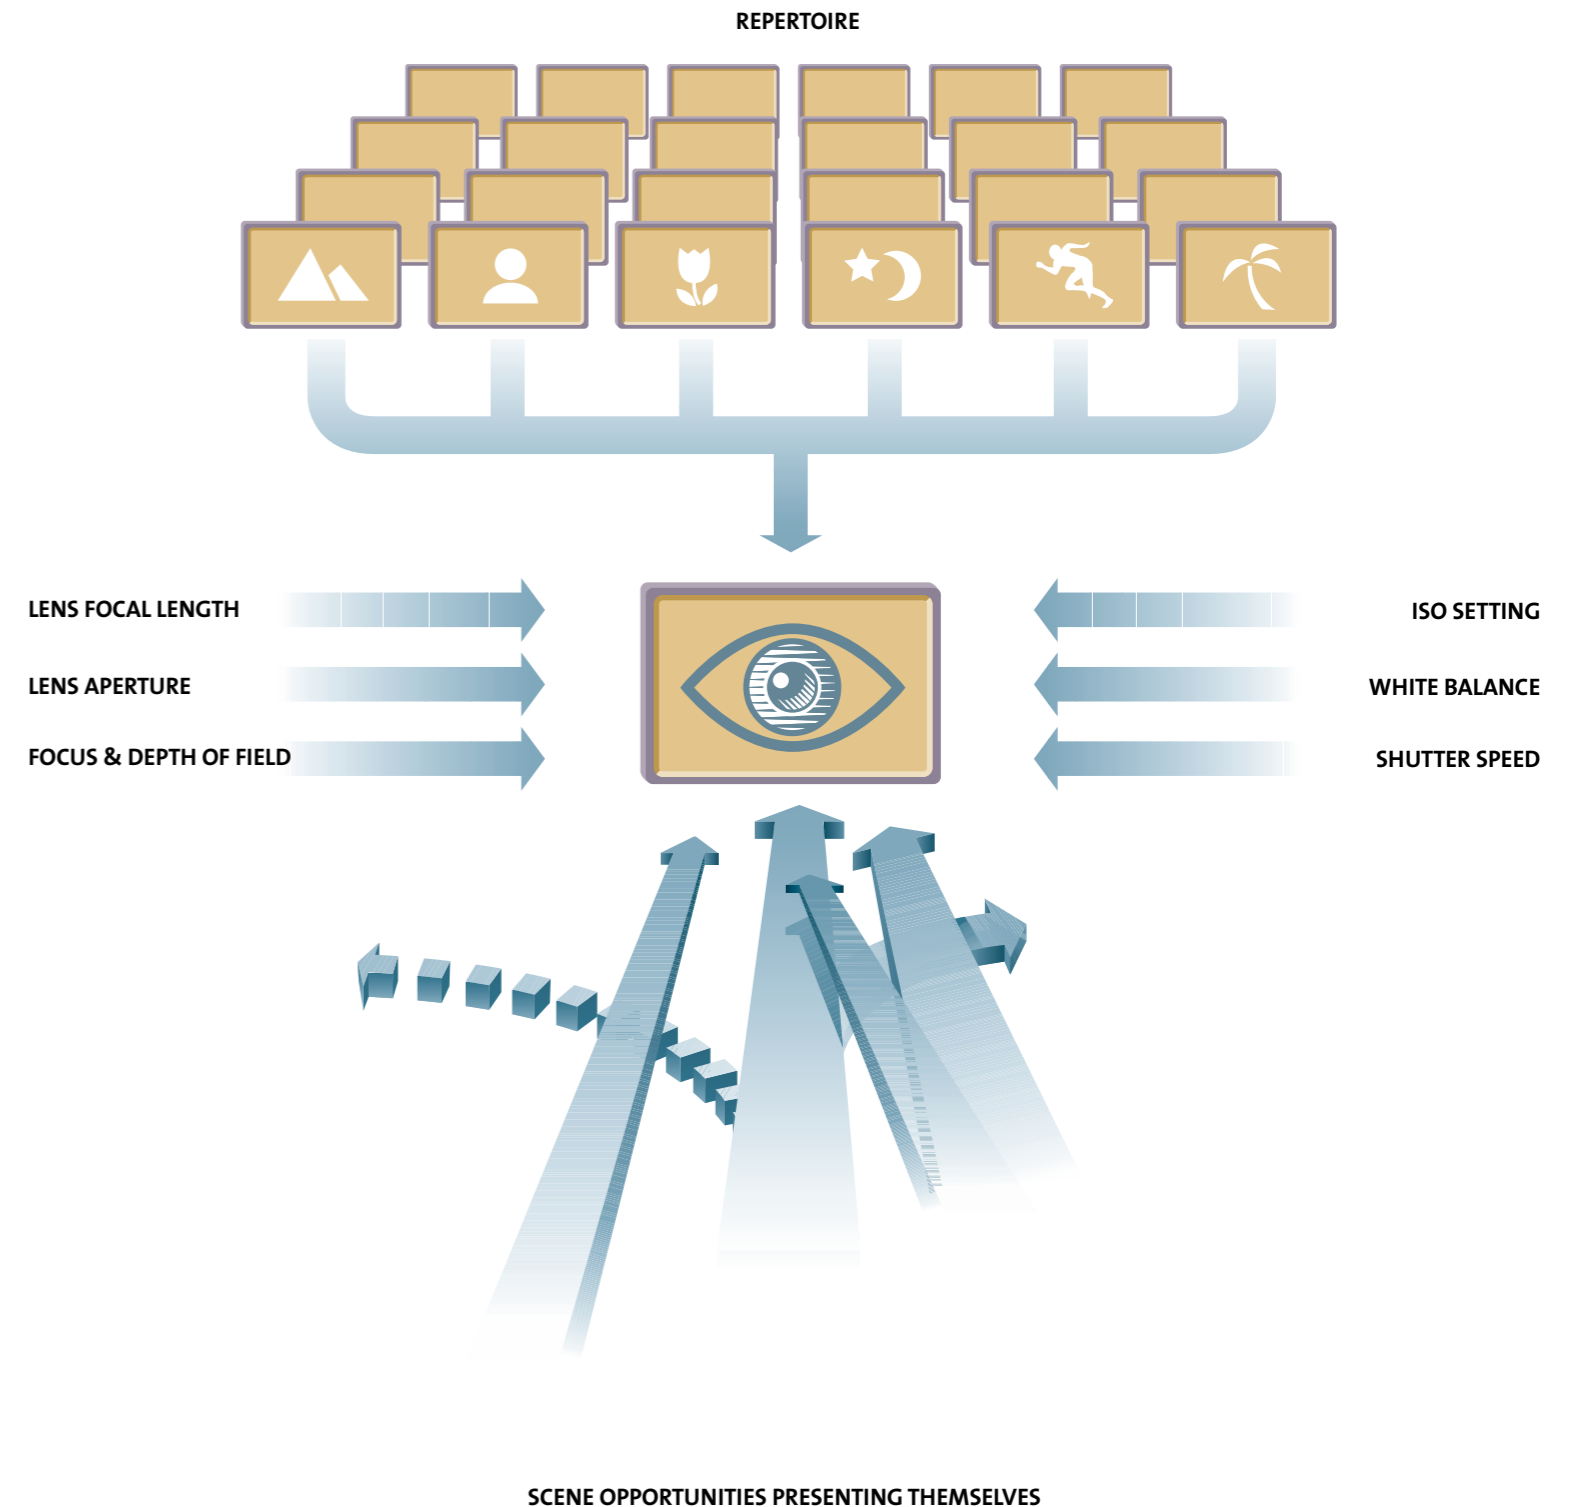 REPERTOIRE
LENS FOCAL LENGTH
ISO SETTING
LENS APERTURE
WHITE BALANCE
FOCUS & DEPTH OF FIELD
SHUTTER SPEED
SCENE OPPORTUNITIES PRESENTING THEMSELVES